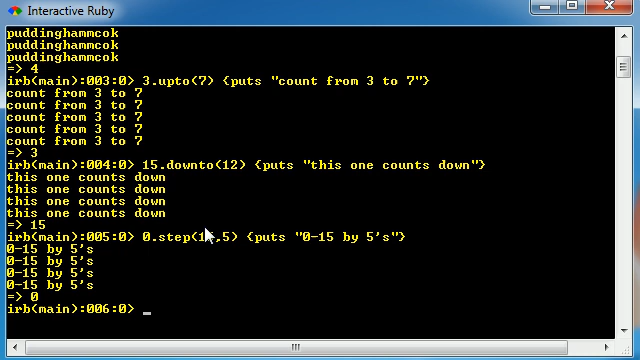 Interactive Ruby
puddinghammcok
puddinghammcok
puddinghammcok
=> 4
irb(main):003:0> 3.upto(7) {puts "count from 3 to 7"}
count from 3 to 7
count from 3 to 7
count from 3 to 7
count from 3 to 7
count from 3 to 7
=> 3
irb(main):004:0> 15.downto(12) {puts "this one counts down"}
this one counts down
this one counts down
this one counts down
this one counts down
=> 15
irb(main):005:0> {puts "0-15 by 5's"}
0-15 by 5's
0-15 by 5's
0-15 by 5's
0-15 by 5's
=> 0
irb(main):006:0> _